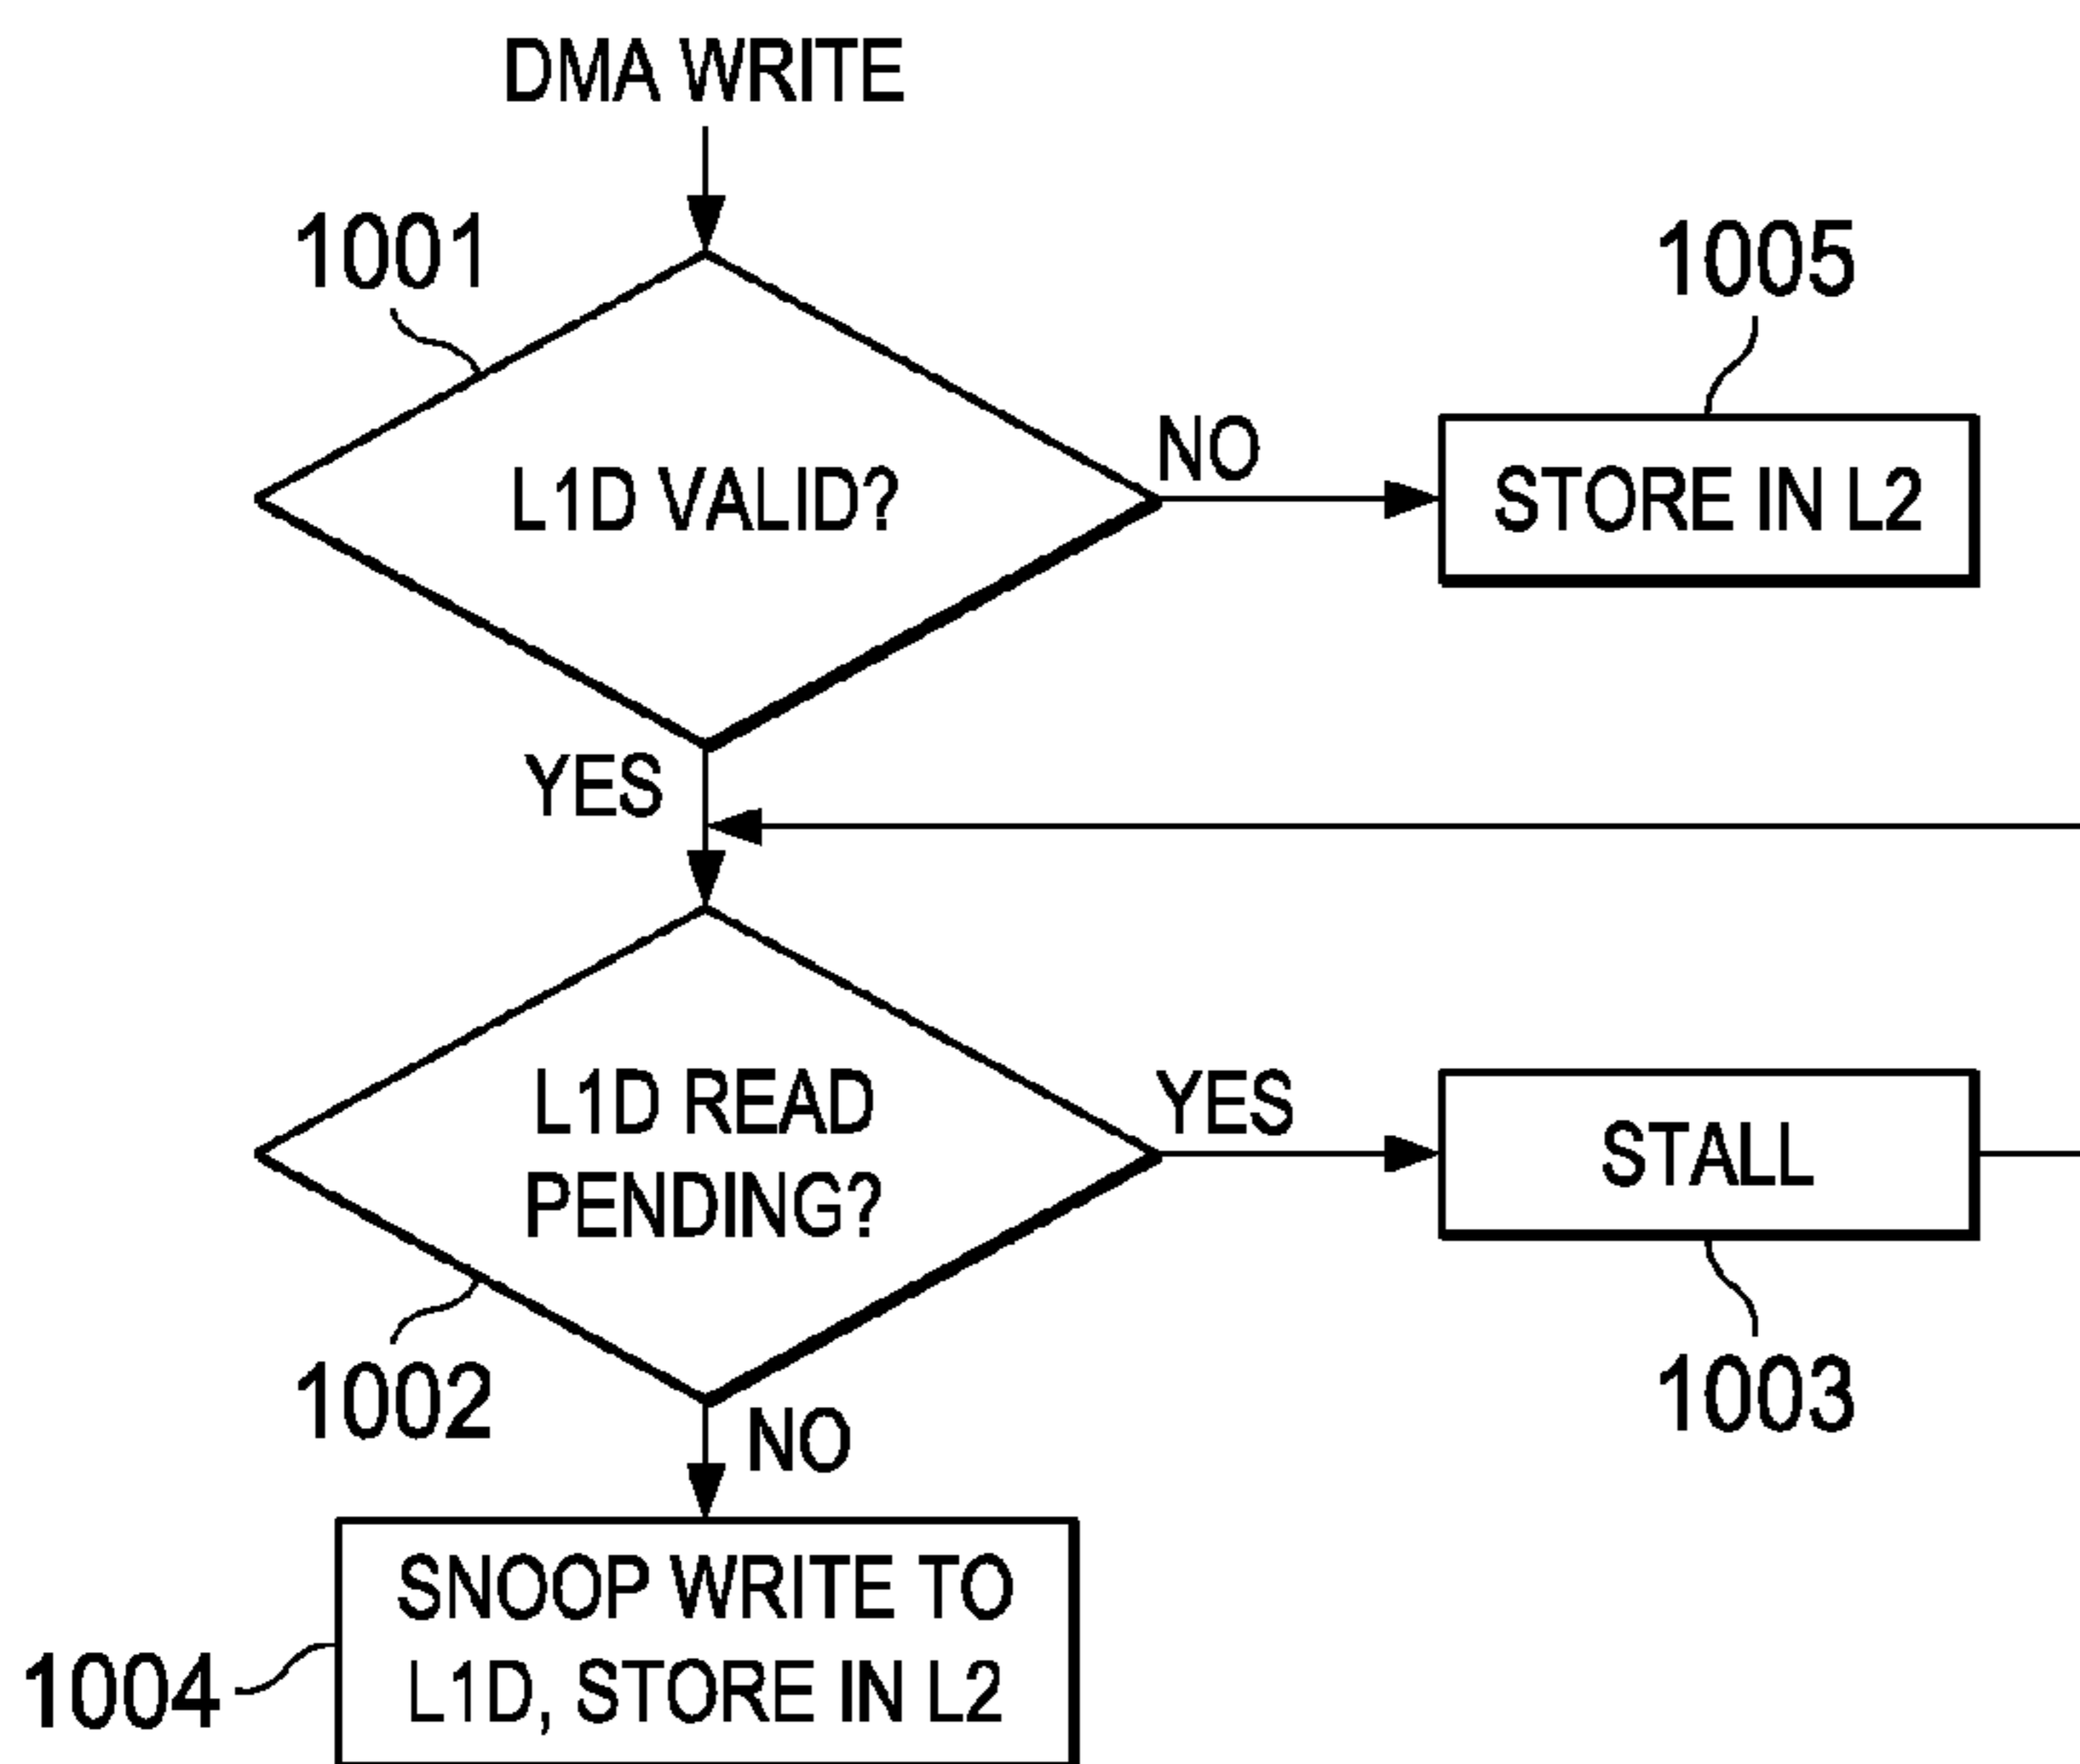 DMA WRITE
1001
1005
L1D VALID?
NO
STORE IN L2
YES
L1D READ
PENDING?
YES
STALL
1002
1003
NO
SNOOP WRITE TO
L1D, STORE IN L2
1004